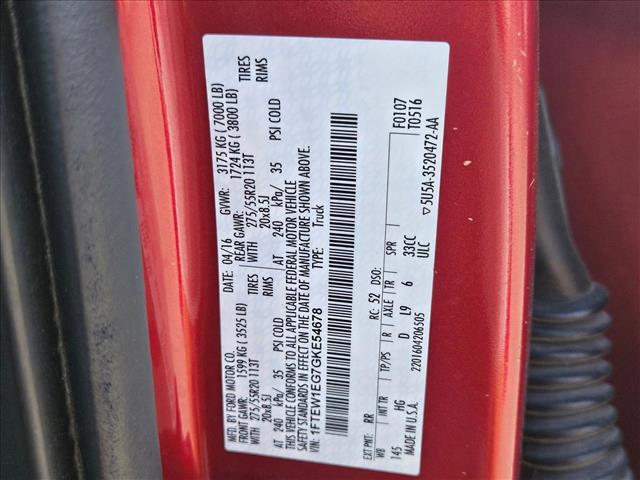 MFD. BY FORD MOTOR CO.
DATE: 04/16 GVWR: 3175 KG ( 7000 LB)
FRONT GAWR: 1599 KG ( 3525 LB) REAR GAWR: 1724 KG ( 3800 LB)
WITH 275/55R20 113T TIRES WITH 275/55R20 113T TIRES
20x8.5J RIMS 20x8.5J RIMS
AT 240 kPa/ 35 PSI COLD AT 240 kPa/ 35 PSI COLD
THIS VEHICLE CONFORMS TO ALL APPLICABLE FEDERAL MOTOR VEHICLE
SAFETY STANDARDS IN EFFECT ON THE DATE OF MANUFACTURE SHOWN ABOVE.
VIN: 1FTEW1EG7GKE54678 TYPE: Truck
EXT PNT: RR RC: 52 DSO: F0107
WB INT TR TP/PS R AXLE TR SPR T0516
145 HG D L9 6 33CC
MADE IN U.S.A. 2201604206505 ULC ▽5U5A-3520472-AA